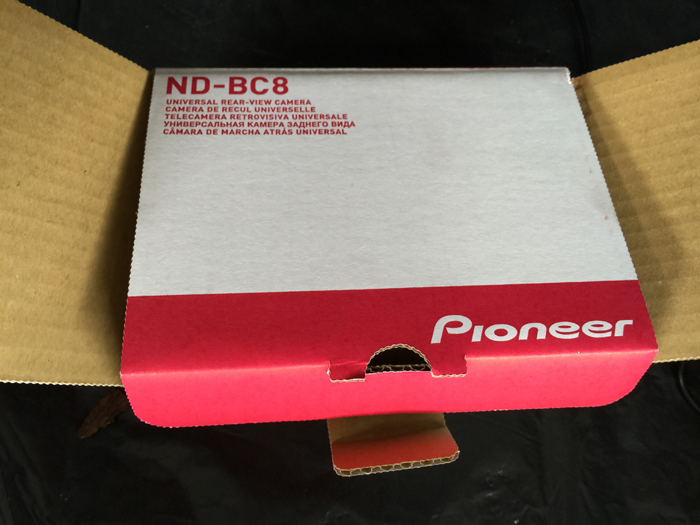 ND-BC8
UNIVERSAL REAR-VIEW CAMERA
CAMERA DE RECUL UNIVERSELLE
TELECAMERA RETROVISIVA UNIVERSALE
УНИВЕРСАЛЬНАЯ КАМЕРА ЗАДНЕГО ВИДА
CÁMARA DE MARCHA ATRÁS UNIVERSAL
Pioneer